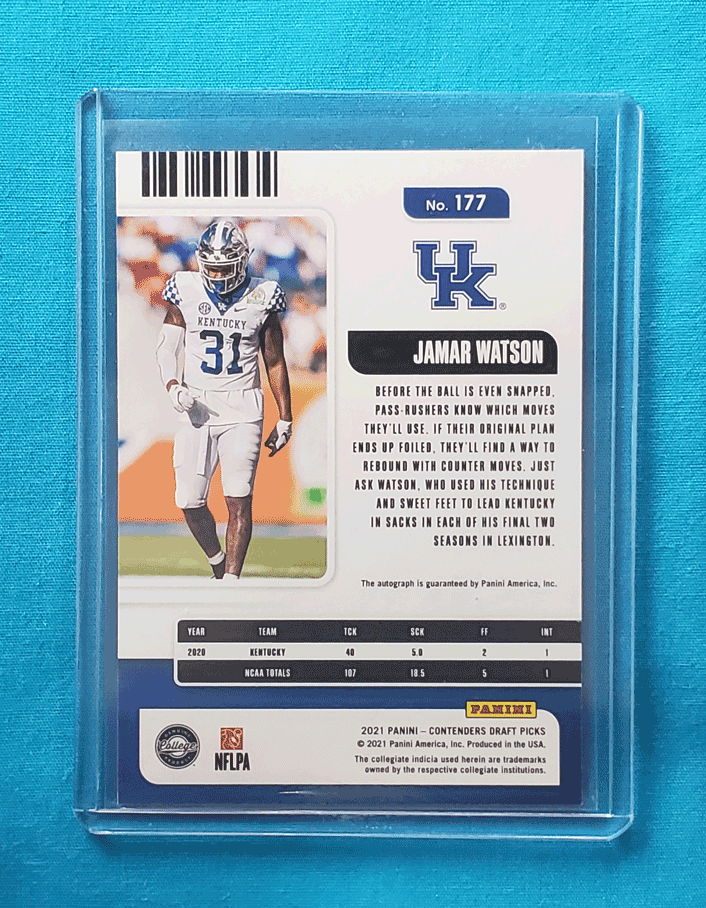 No. 177
UK
®
KENTUCKY
31
JAMAR WATSON
BEFORE THE BALL IS EVEN SNAPPED,
PASS-RUSHERS KNOW WHICH MOVES
THEY'LL USE. IF THEIR ORIGINAL PLAN
ENDS UP FOILED, THEY'LL FIND A WAY TO
REBOUND WITH COUNTER MOVES. JUST
ASK WATSON, WHO USED HIS TECHNIQUE
AND SWEET FEET TO LEAD KENTUCKY
IN SACKS IN EACH OF HIS FINAL TWO
SEASONS IN LEXINGTON.
The autograph is guaranteed by Panini America, Inc.
YEAR TEAM TCK SCK FF INT
2020 KENTUCKY 40 5.0 2 1
NCAA TOTALS 107 18.5 5 1
PANINI
College
NFLPA
2021 PANINI – CONTENDERS DRAFT PICKS
© 2021 Panini America, Inc. Produced in the USA.
The collegiate indicia used herein are trademarks
owned by the respective collegiate institutions.